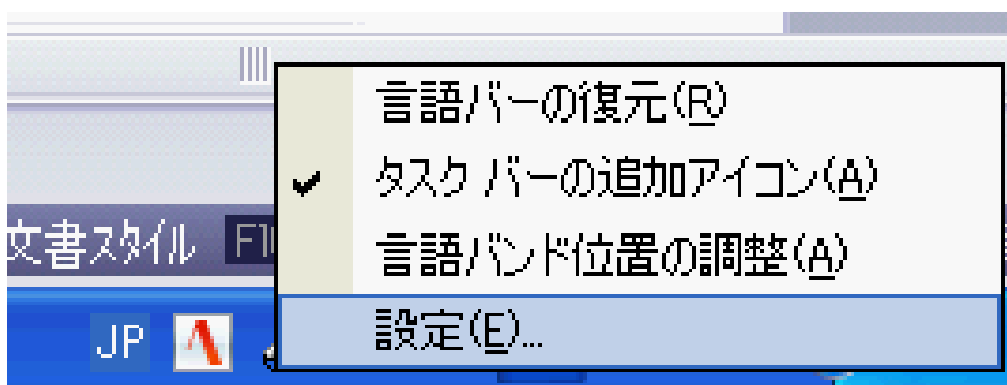 言語バーの復元(R)
タスク バーの追加アイコン(A)
言語バンド位置の調整(A)
文書スタイル F10
設定(E)...
JP